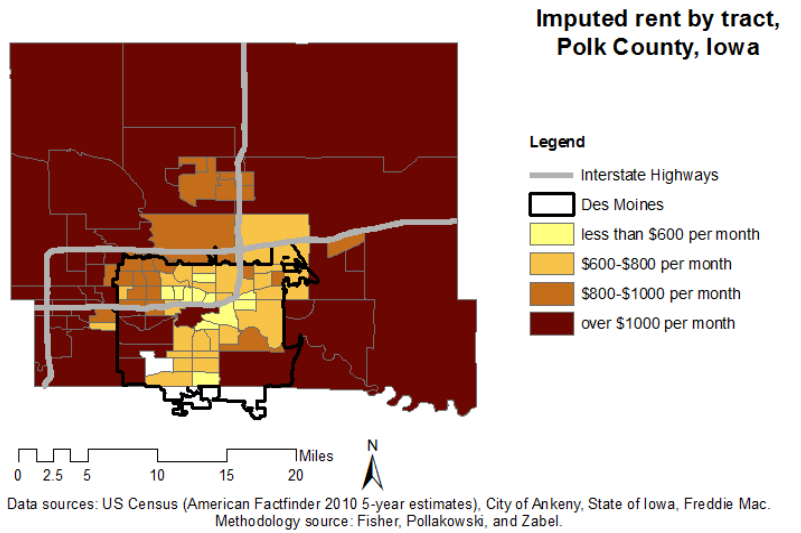 Imputed rent by tract,
Polk County, Iowa
Legend
Interstate Highways
Des Moines
less than $600 per month
$600-$800 per month
$800-$1000 per month
over $1000 per month
Miles
0 2.5 5 10 15 20
N
Data sources: US Census (American Factfinder 2010 5-year estimates), City of Ankeny, State of Iowa, Freddie Mac.
Methodology source: Fisher, Pollakowski, and Zabel.